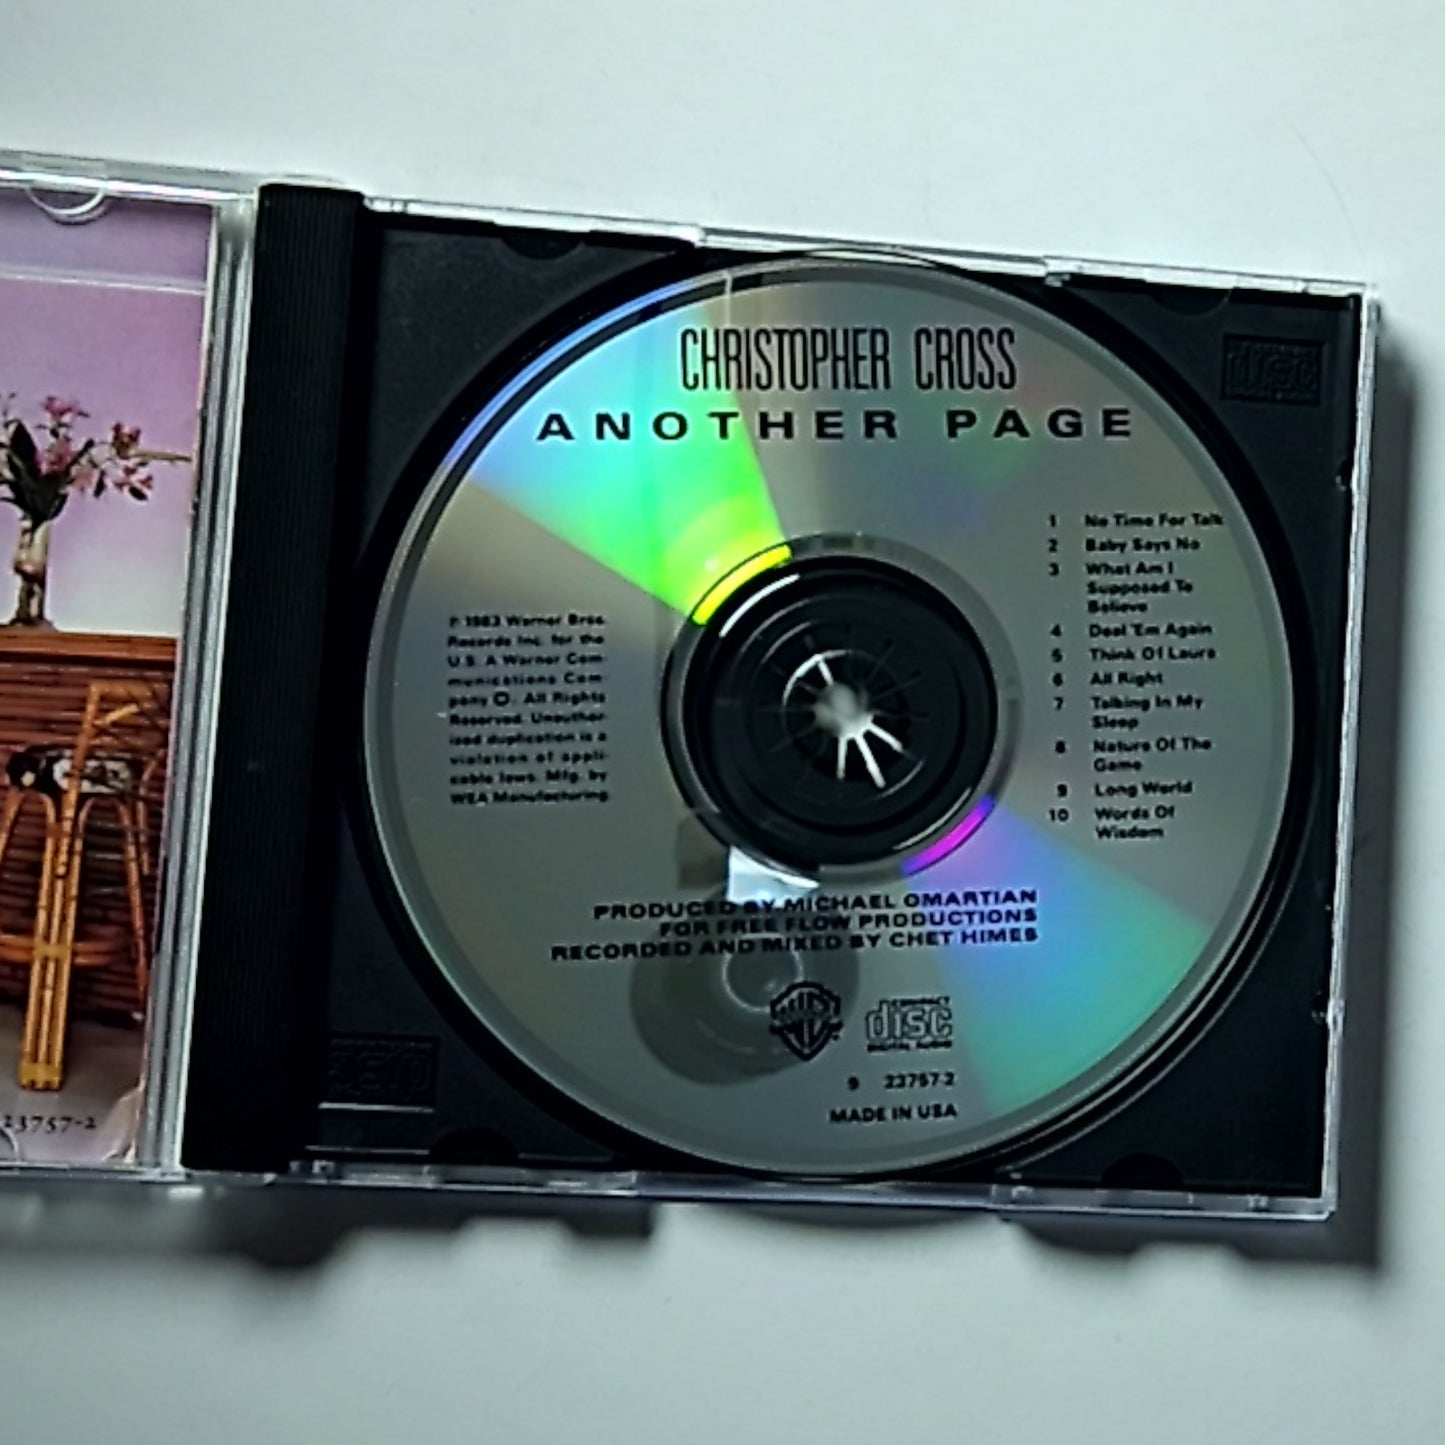 CHRISTOPHER CROSS
ANOTHER PAGE
1 No Time For Talk
2 Baby Says No
3 What Am I
Supposed To
Believe
4 Deal 'Em Again
5 Think Of Laura
6 All Right
7 Talking In My
Sleep
8 Nature Of The
Game
9 Long World
10 Words Of
Wisdom
℗ 1983 Warner Bros.
Records Inc. for the
U.S. A Warner Com-
munications Com-
pany O. All Rights
Reserved. Unauthor-
ized duplication is a
violation of appli-
cable laws. Mfg. by
WEA Manufacturing
PRODUCED BY MICHAEL OMARTIAN
FOR FREE FLOW PRODUCTIONS
RECORDED AND MIXED BY CHET HIMES
WB
COMPACT
disc
DIGITAL AUDIO
9 23757-2
MADE IN USA
23757-2
disc